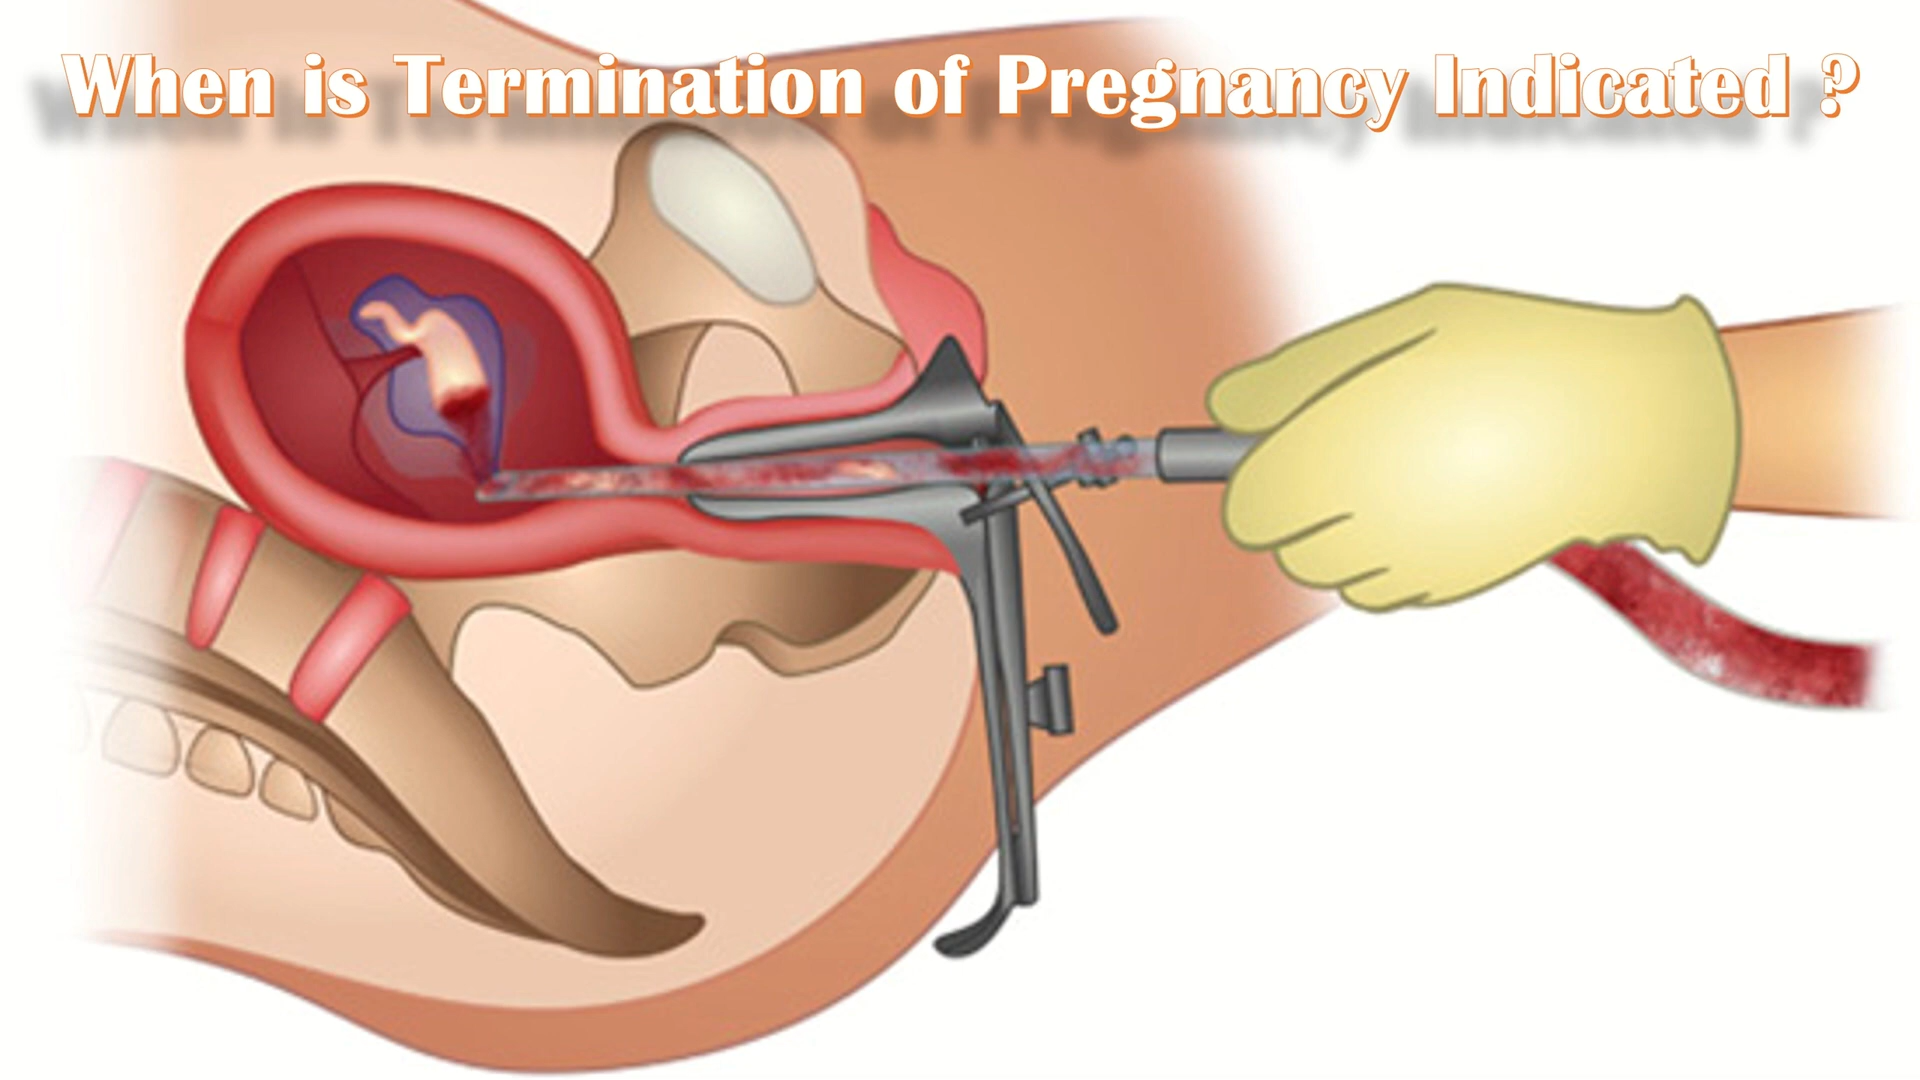 When is Termination of Pregnancy Indicated ?